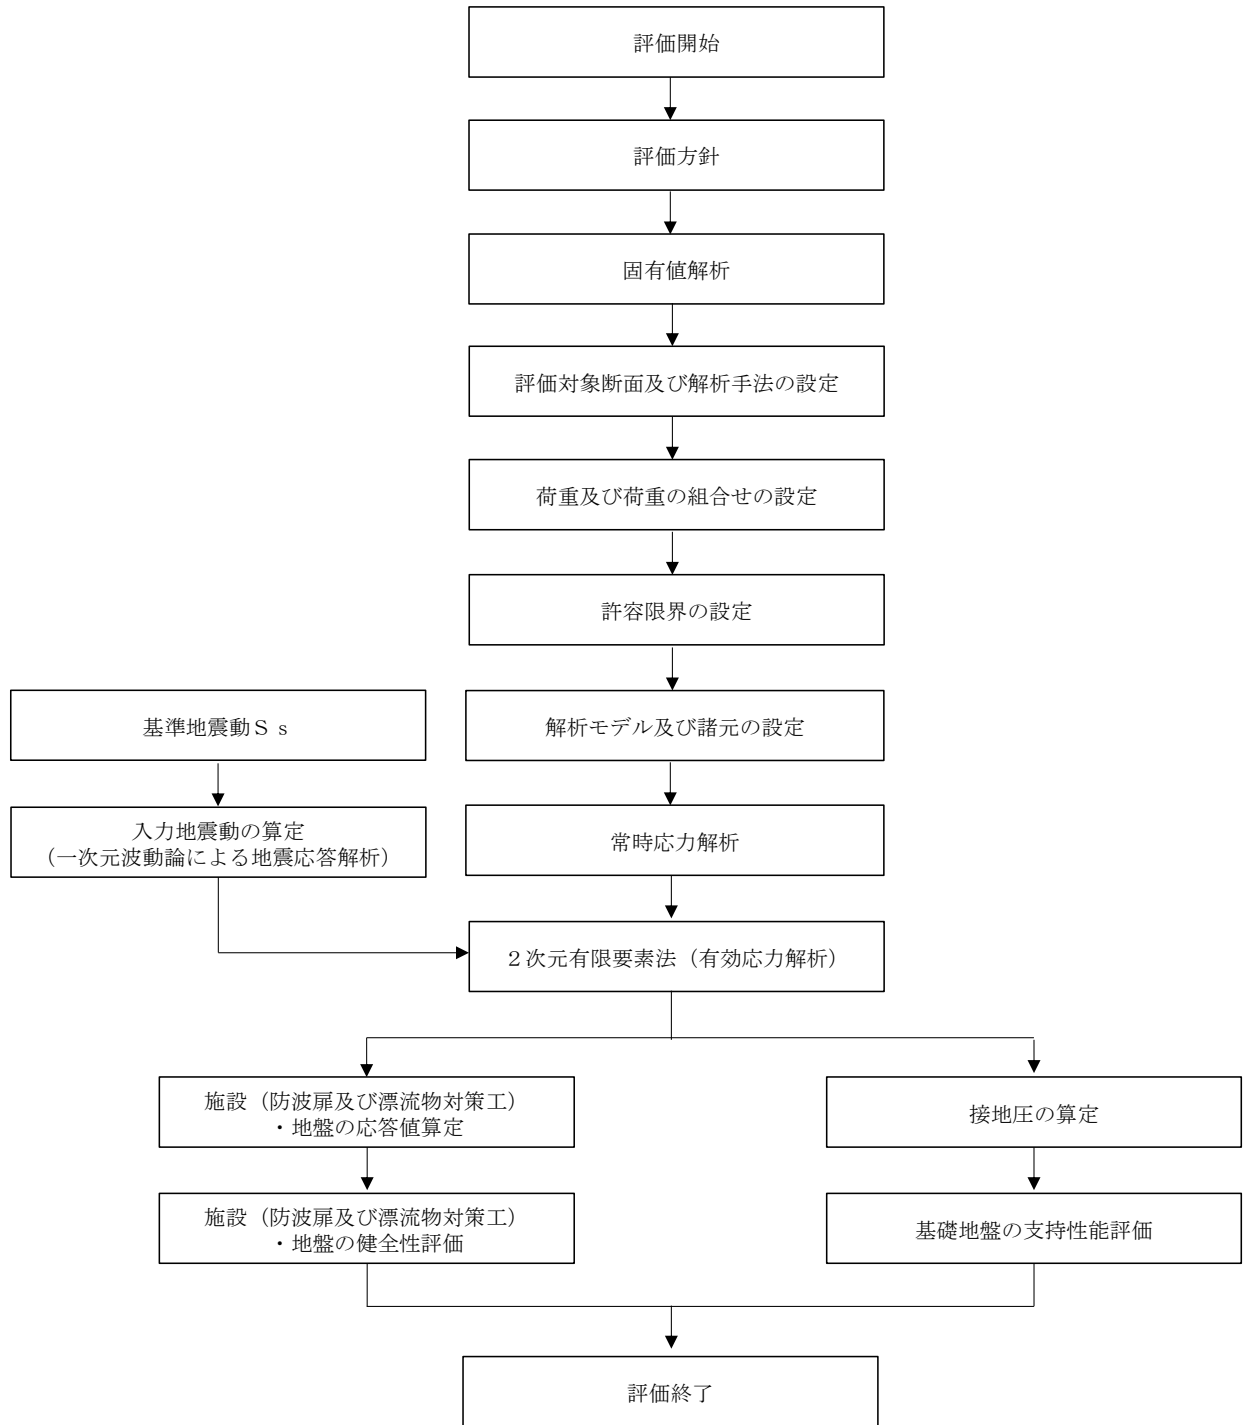 評価開始
評価方針
固有値解析
評価対象断面及び解析手法の設定
荷重及び荷重の組合せの設定
許容限界の設定
基準地震動Ｓｓ
解析モデル及び諸元の設定
入力地震動の算定
（一次元波動論による地震応答解析）
常時応力解析
２次元有限要素法（有効応力解析）
施設（防波扉及び漂流物対策工）
・地盤の応答値算定
接地圧の算定
施設（防波扉及び漂流物対策工）
・地盤の健全性評価
基礎地盤の支持性能評価
評価終了